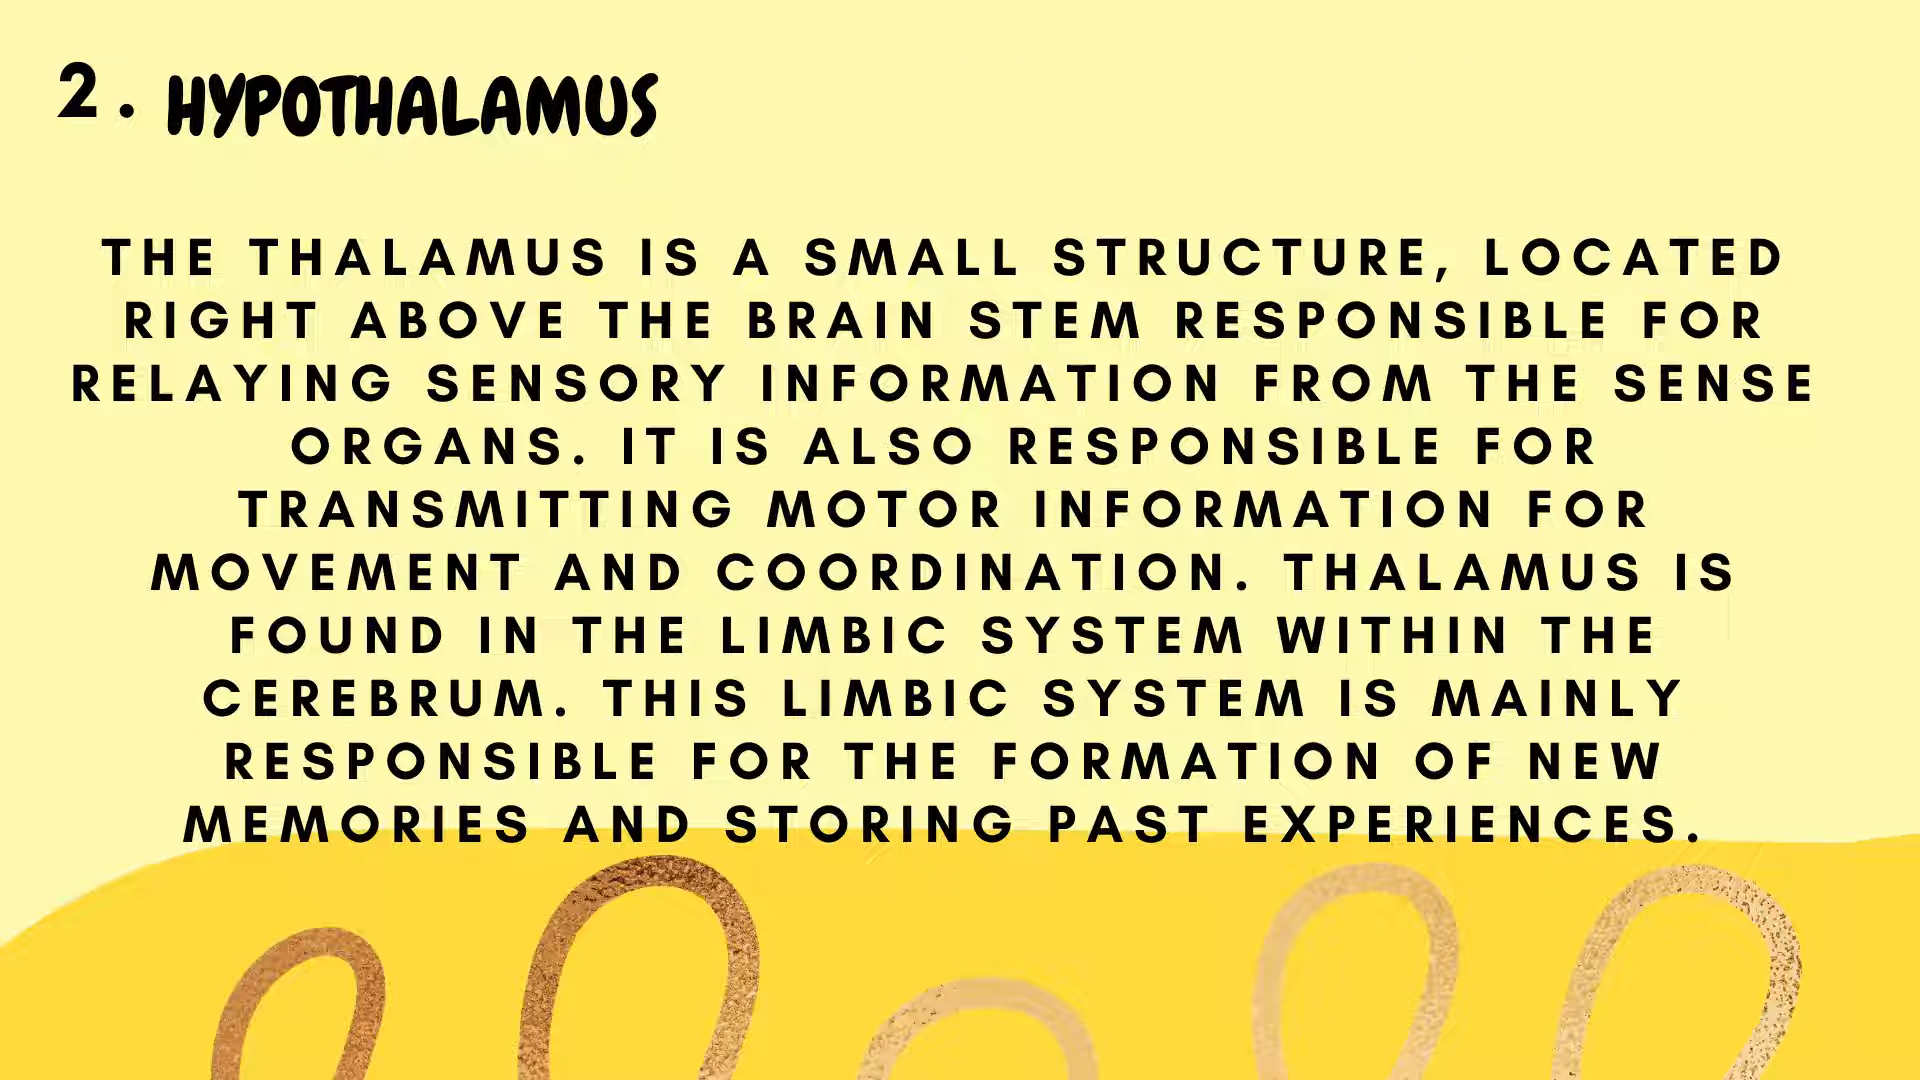 2. HYPOTHALAMUS
THE THALAMUS IS A SMALL STRUCTURE, LOCATED
RIGHT ABOVE THE BRAIN STEM RESPONSIBLE FOR
RELAYING SENSORY INFORMATION FROM THE SENSE
ORGANS. IT IS ALSO RESPONSIBLE FOR
TRANSMITTING MOTOR INFORMATION FOR
MOVEMENT AND COORDINATION. THALAMUS IS
FOUND IN THE LIMBIC SYSTEM WITHIN THE
CEREBRUM. THIS LIMBIC SYSTEM IS MAINLY
RESPONSIBLE FOR THE FORMATION OF NEW
MEMORIES AND STORING PAST EXPERIENCES.